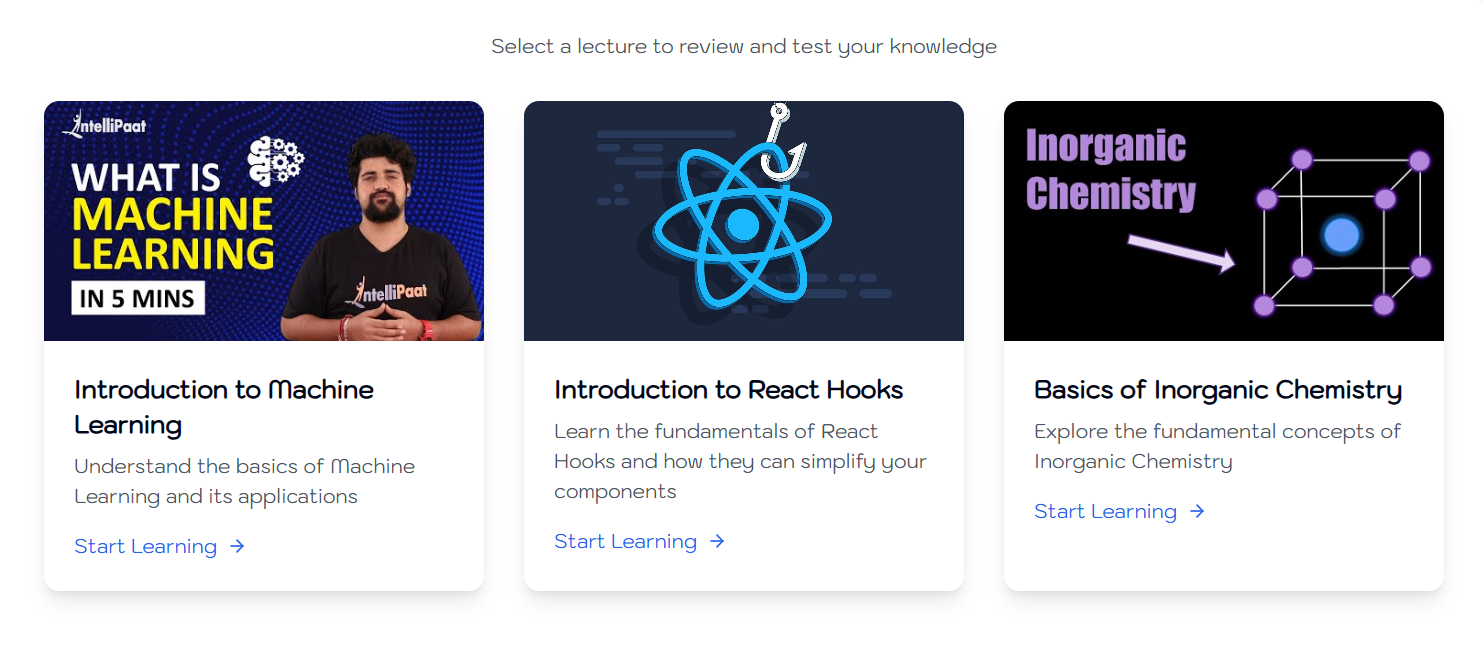 Select a lecture to review and test your knowledge
IntelliPaat
WHAT IS
MACHINE
LEARNING
IN 5 MINS
IntelliPaat
Introduction to Machine
Learning
Understand the basics of Machine
Learning and its applications
Start Learning →
Introduction to React Hooks
Learn the fundamentals of React
Hooks and how they can simplify your
components
Start Learning →
Inorganic
Chemistry
Basics of Inorganic Chemistry
Explore the fundamental concepts of
Inorganic Chemistry
Start Learning →